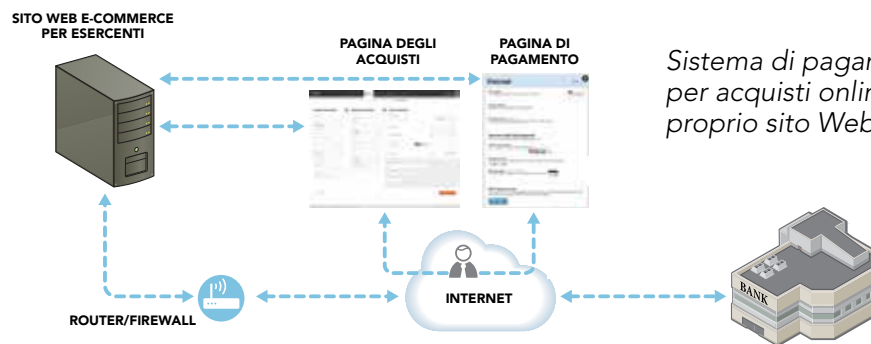 SITO WEB E-COMMERCE
PER ESERCENTI
PAGINA DEGLI
ACQUISTI
PAGINA DI
PAGAMENTO
Sistema di pagar
per acquisti onlin
proprio sito Web
INTERNET
BANK
ROUTER/FIREWALL